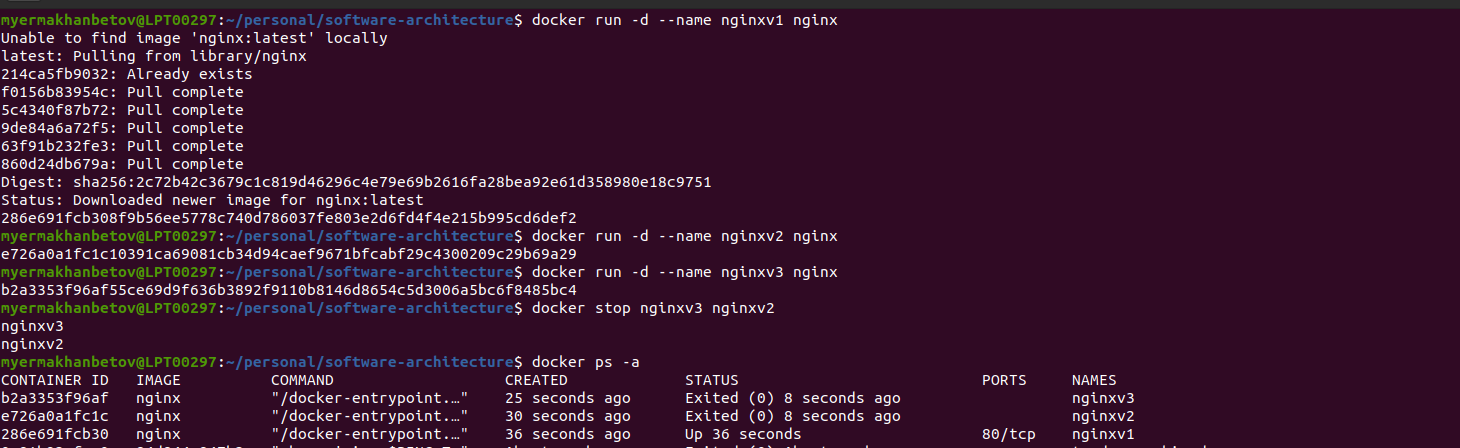 myermakhanbetov@LPT00297:~/personal/software-architecture$ docker run -d --name nginxv1 nginx
Unable to find image 'nginx:latest' locally
latest: Pulling from library/nginx
214ca5fb9032: Already exists
f0156b83954c: Pull complete
5c4340f87b72: Pull complete
9de84a6a72f5: Pull complete
63f91b232fe3: Pull complete
860d24db679a: Pull complete
Digest: sha256:2c72b42c3679c1c819d46296c4e79e69b2616fa28bea92e61d358980e18c9751
Status: Downloaded newer image for nginx:latest
286e691fcb308f9b56ee5778c740d786037fe803e2d6fd4f4e215b995cd6def2
myermakhanbetov@LPT00297:~/personal/software-architecture$ docker run -d --name nginxv2 nginx
e726a0a1fc1c10391ca69081cb34d94caef9671bfcabf29c4300209c29b69a29
myermakhanbetov@LPT00297:~/personal/software-architecture$ docker run -d --name nginxv3 nginx
b2a3353f96af55ce69d9f636b3892f9110b8146d8654c5d3006a5bc6f8485bc4
myermakhanbetov@LPT00297:~/personal/software-architecture$ docker stop nginxv3 nginxv2
nginxv3
nginxv2
myermakhanbetov@LPT00297:~/personal/software-architecture$ docker ps -a
CONTAINER ID IMAGE COMMAND CREATED STATUS PORTS NAMES
b2a3353f96af nginx "/docker-entrypoint.…" 25 seconds ago Exited (0) 8 seconds ago nginxv3
e726a0a1fc1c nginx "/docker-entrypoint.…" 30 seconds ago Exited (0) 8 seconds ago nginxv2
286e691fcb30 nginx "/docker-entrypoint.…" 36 seconds ago Up 36 seconds 80/tcp nginxv1